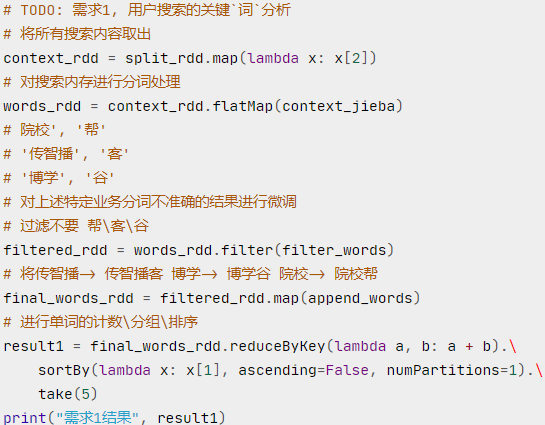 # TODO: 需求1, 用户搜索的关键`词`分析
# 将所有搜索内容取出
context_rdd = split_rdd.map(lambda x: x[2])
# 对搜索内存进行分词处理
words_rdd = context_rdd.flatMap(context_jieba)
# 院校', '帮'
# '传智播', '客'
# '博学', '谷'
# 对上述特定业务分词不准确的结果进行微调
# 过滤不要 帮\客\谷
filtered_rdd = words_rdd.filter(filter_words)
# 将传智播-> 传智播客 博学-> 博学谷 院校-> 院校帮
final_words_rdd = filtered_rdd.map(append_words)
# 进行单词的计数\分组\排序
result1 = final_words_rdd.reduceByKey(lambda a, b: a + b).\
    sortBy(lambda x: x[1], ascending=False, numPartitions=1).\
    take(5)
print("需求1结果", result1)